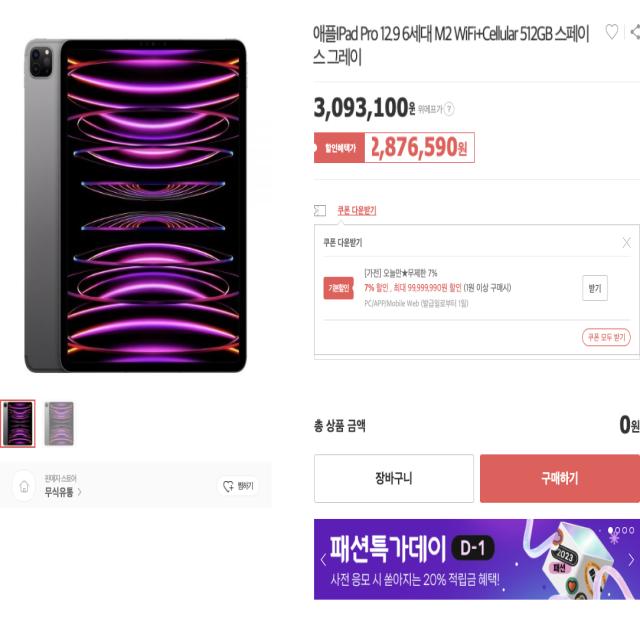 애플IPad Pro 12.9 6세대 M2 WiFi+Cellular 512GB 스페이
스 그레이
3,093,100원 위메프가 ?
할인혜택가 2,876,590원
쿠폰 다운받기
쿠폰 다운받기
[가전] 오늘만★무제한 7%
기본할인 7% 할인 , 최대 99,999,990원 할인 (1원 이상 구매시) 받기
PC/APP/Mobile Web (발급일로부터 1일)
쿠폰 모두 받기
총 상품 금액 0원
장바구니 구매하기
판매자 스토어
무식유통 > 찜하기
패션특가데이 D-1
사전 응모 시 쏟아지는 20% 적립금 혜택!
2023
패션